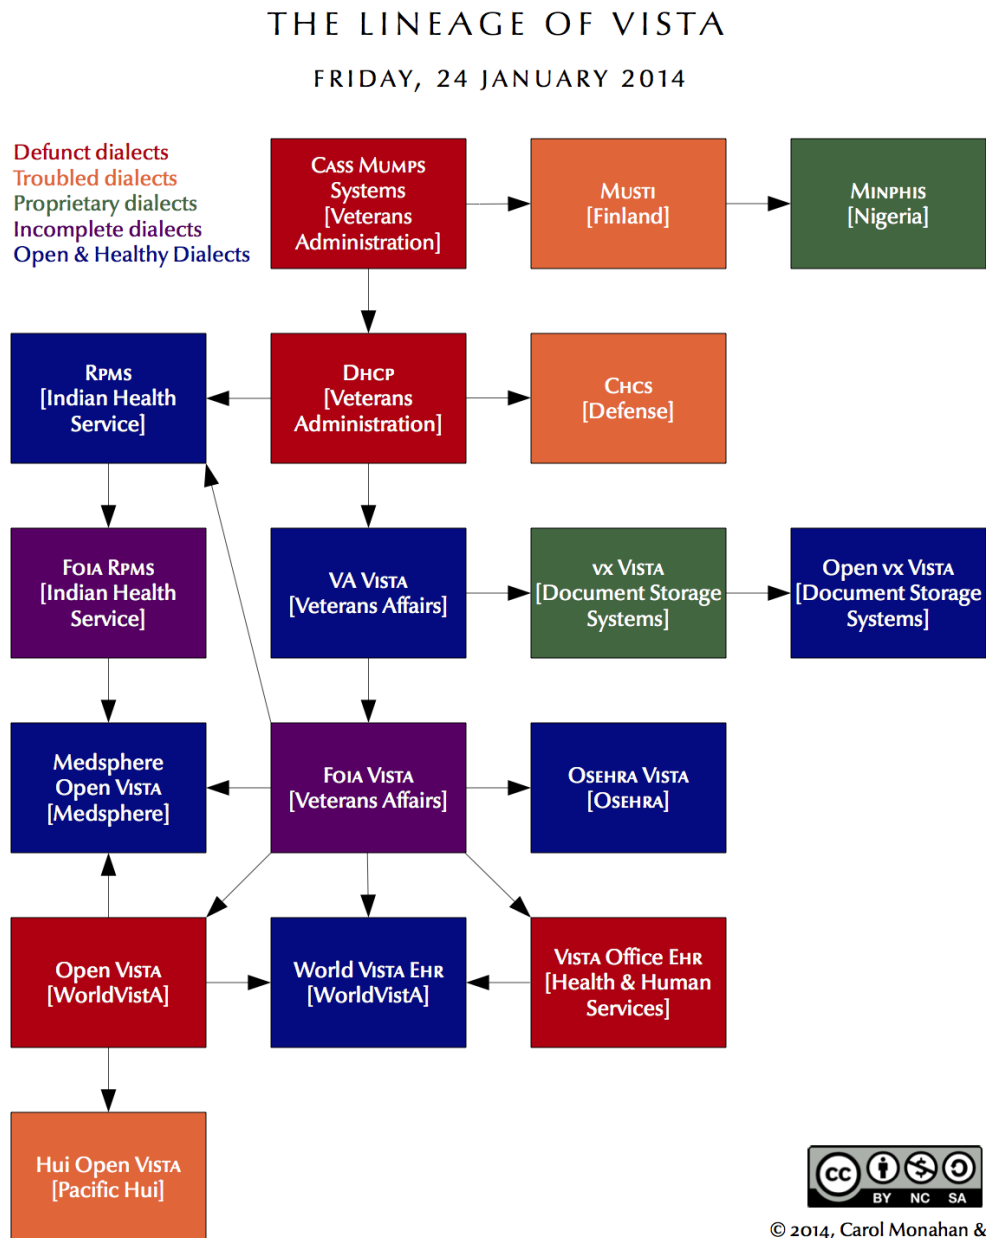 THE LINEAGE OF VISTA
FRIDAY, 24 JANUARY 2014
Defunct dialects
Troubled dialects
Proprietary dialects
Incomplete dialects
Open & Healthy Dialects
CASS MUMPS
Systems
[Veterans
Administration]
MUSTI
[Finland]
MINPHIS
[Nigeria]
RPMS
[Indian Health
Service]
DHCP
[Veterans
Administration]
CHCS
[Defense]
FOIA RPMS
[Indian Health
Service]
VA VISTA
[Veterans Affairs]
vx VISTA
[Document Storage
Systems]
Open vx VISTA
[Document Storage
Systems]
Medsphere
Open VISTA
[Medsphere]
FOIA VISTA
[Veterans Affairs]
OSEHRA VISTA
[OSEHRA]
Open VISTA
[WorldVistA]
World VISTA EHR
[WorldVistA]
VISTA Office EHR
[Health & Human
Services]
Hui Open VISTA
[Pacific Hui]
cc
BY NC SA
© 2014, Carol Monahan &